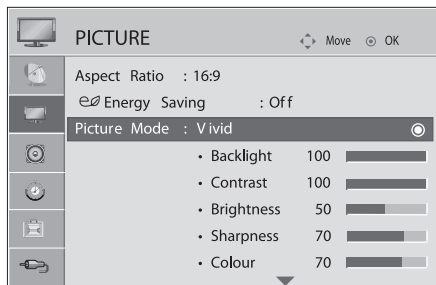 PICTURE
Move OK
Aspect Ratio : 16:9
Energy Saving : Off
Picture Mode : Vivid
• Backlight 100
• Contrast 100
• Brightness 50
• Sharpness 70
• Colour 70